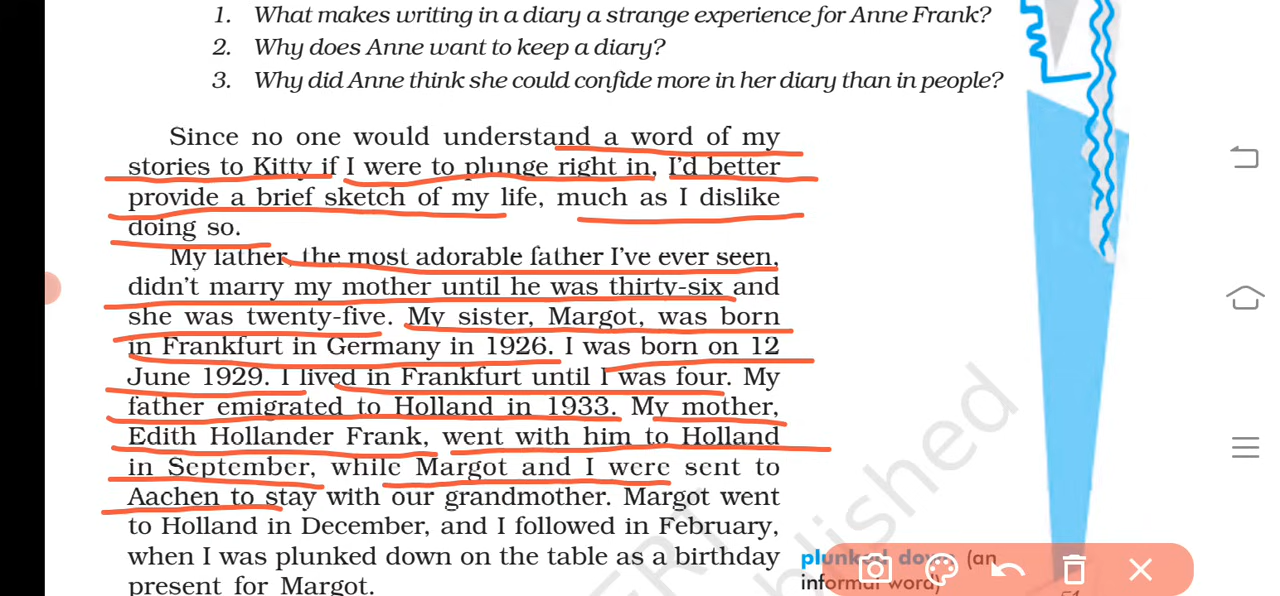 1. What makes writing in a diary a strange experience for Anne Frank?
2. Why does Anne want to keep a diary?
3. Why did Anne think she could confide more in her diary than in people?
Since no one would understand a word of my
stories to Kitty if I were to plunge right in, I'd better
provide a brief sketch of my life, much as I dislike
doing so.
My father, the most adorable father I've ever seen,
didn't marry my mother until he was thirty-six and
she was twenty-five. My sister, Margot, was born
in Frankfurt in Germany in 1926. I was born on 12
June 1929. I lived in Frankfurt until I was four. My
father emigrated to Holland in 1933. My mother,
Edith Hollander Frank, went with him to Holland
in September, while Margot and I were sent to
Aachen to stay with our grandmother. Margot went
to Holland in December, and I followed in February,
when I was plunked down on the table as a birthday
present for Margot.
plunked down (an
informal word)